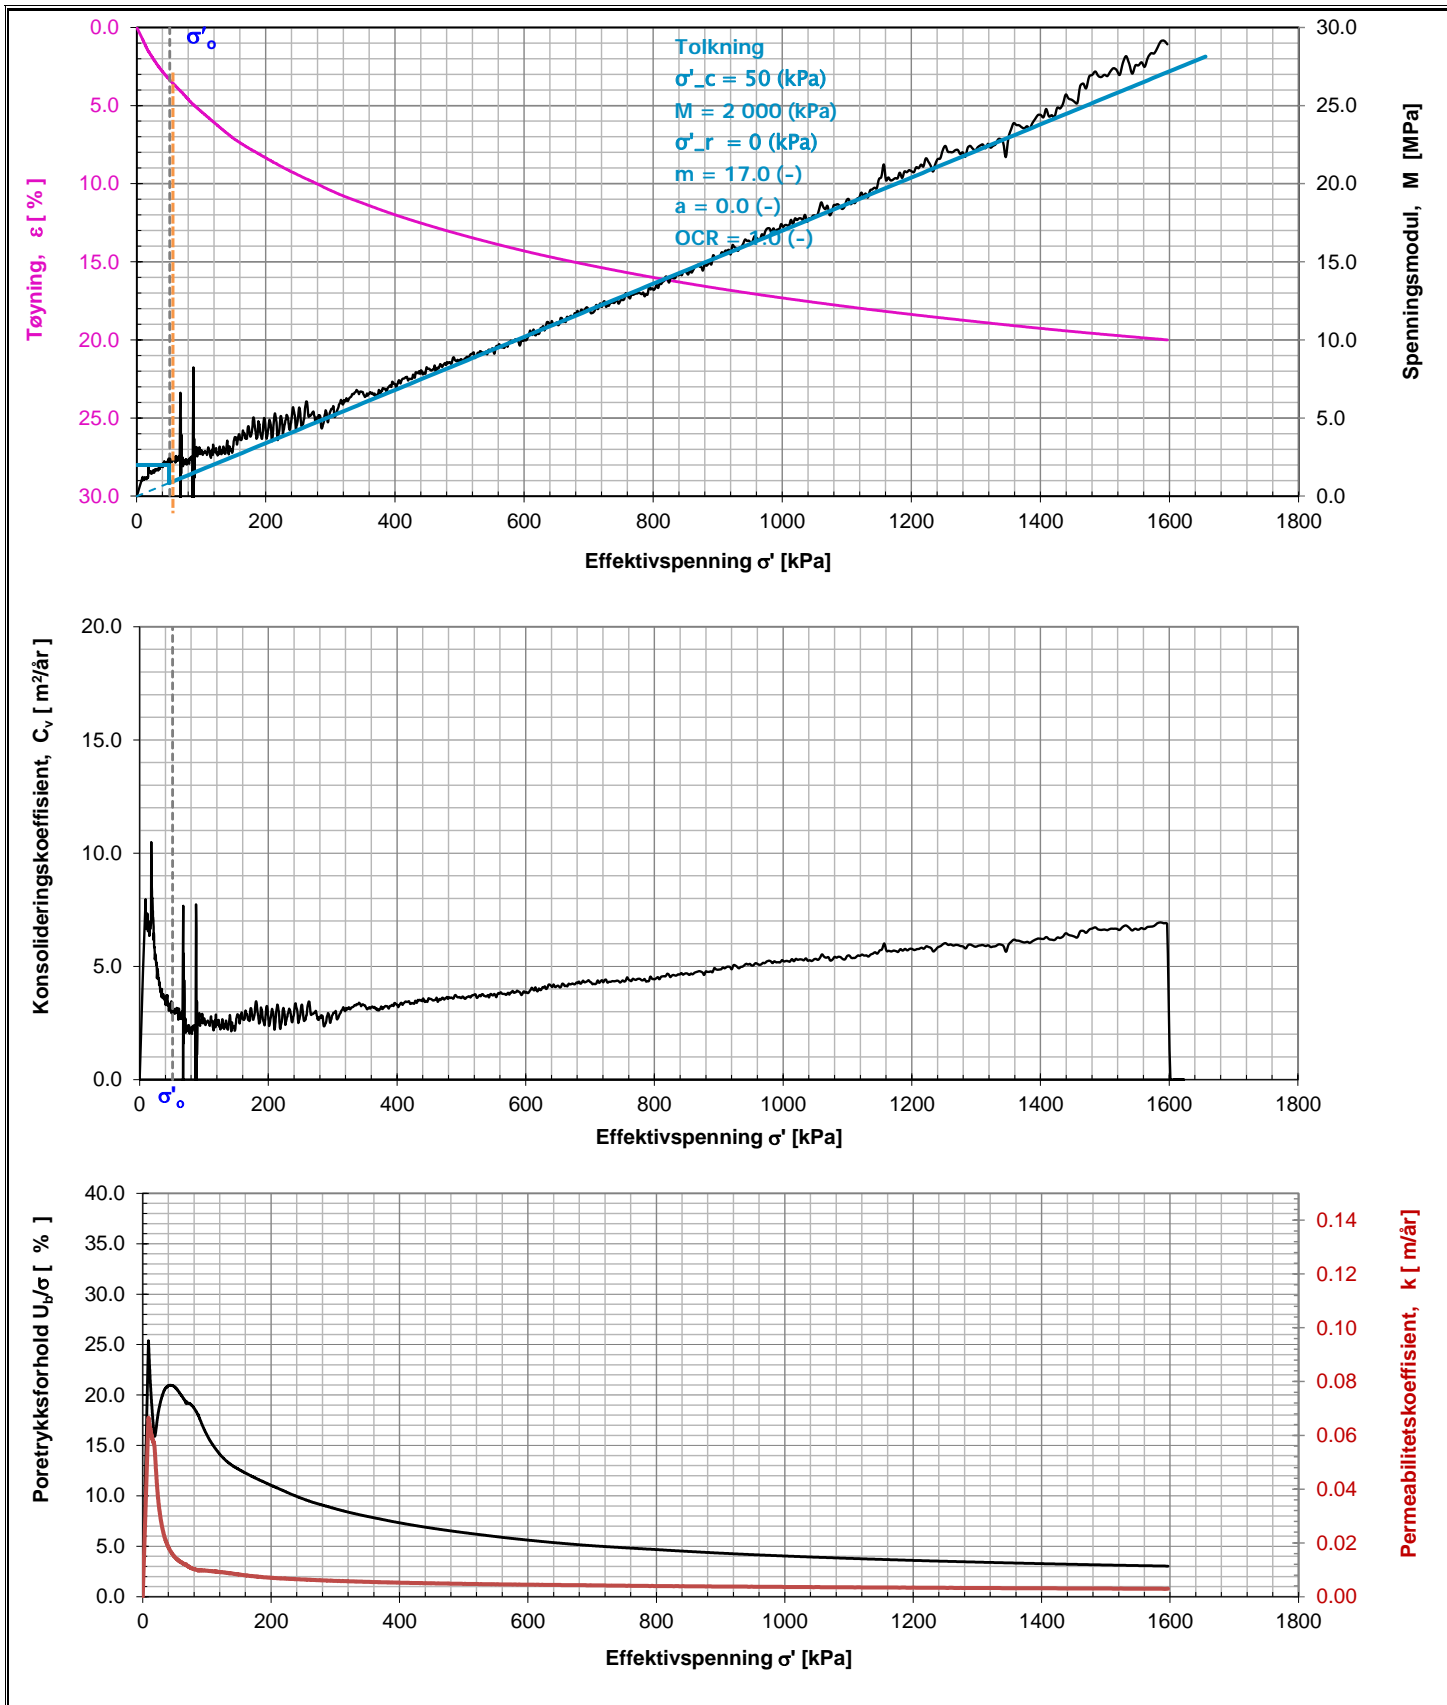 0.0
5.0
10.0
15.0
20.0
25.0
30.0
Tøyning, ε [ % ]
σ'o
Tolkning
σ'_c = 50 (kPa)
M = 2 000 (kPa)
σ'_r = 0 (kPa)
m = 17.0 (-)
a = 0.0 (-)
OCR = 1.0 (-)
30.0
25.0
20.0
15.0
10.0
5.0
0.0
Spenningsmodul, M [MPa]
0 200 400 600 800 1000 1200 1400 1600 1800
Effektivspenning σ' [kPa]
20.0
15.0
10.0
5.0
0.0
Konsolideringskoeffisient, Cv [ m²/år ]
0 200 400 600 800 1000 1200 1400 1600 1800
σ'o
Effektivspenning σ' [kPa]
40.0
35.0
30.0
25.0
20.0
15.0
10.0
5.0
0.0
Poretrykksforhold Ub/σ [ % ]
0.14
0.12
0.10
0.08
0.06
0.04
0.02
0.00
Permeabilitetskoeffisient, k [ m/år]
0 200 400 600 800 1000 1200 1400 1600 1800
Effektivspenning σ' [kPa]